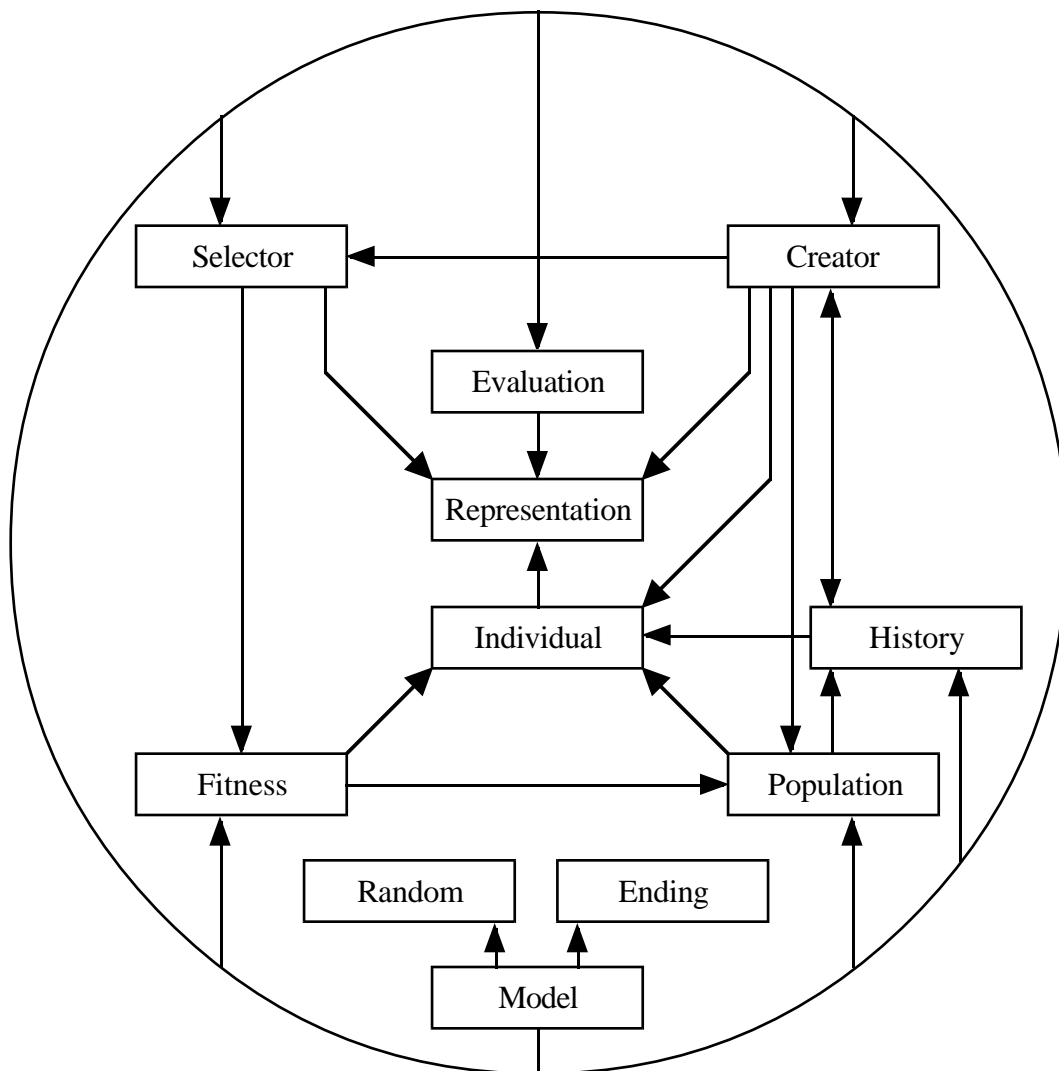 Selector
Creator
Evaluation
Representation
Individual
History
Fitness
Population
Random
Ending
Model